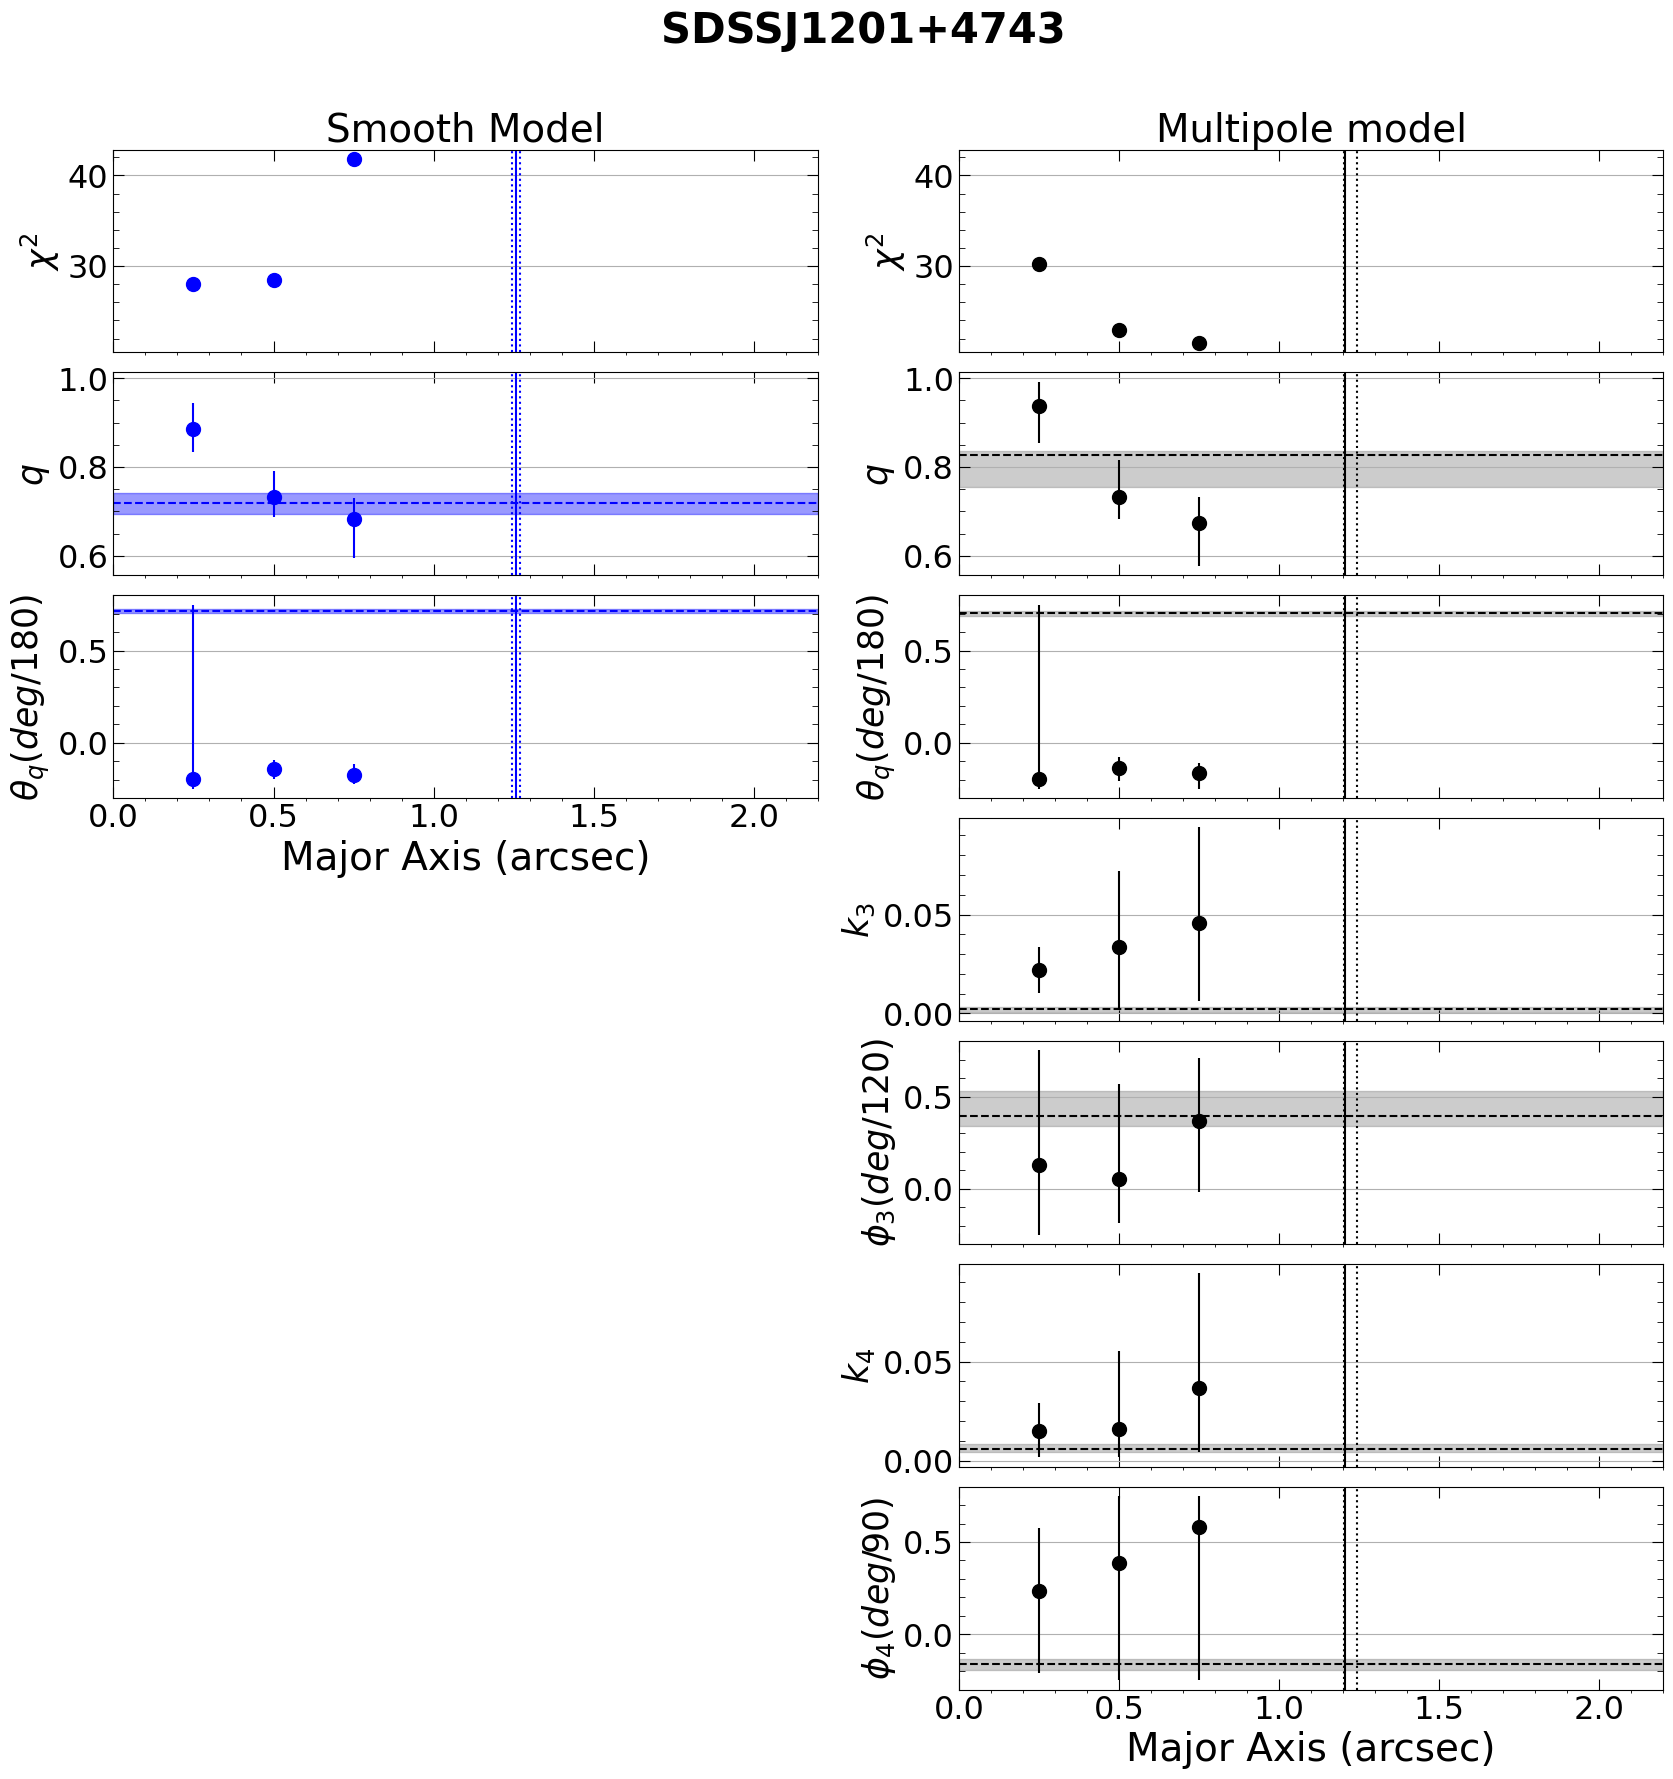 SDSSJ1201+4743
Smooth Model
χ²
40
30
q
1.0
0.8
0.6
θ_q(deg/180)
0.5
0.0
0.0 0.5 1.0 1.5 2.0
Major Axis (arcsec)
Multipole model
χ²
40
30
q
1.0
0.8
0.6
θ_q(deg/180)
0.5
0.0
k₃
0.05
0.00
ϕ₃(deg/120)
0.5
0.0
k₄
0.05
0.00
ϕ₄(deg/90)
0.5
0.0
0.0 0.5 1.0 1.5 2.0
Major Axis (arcsec)